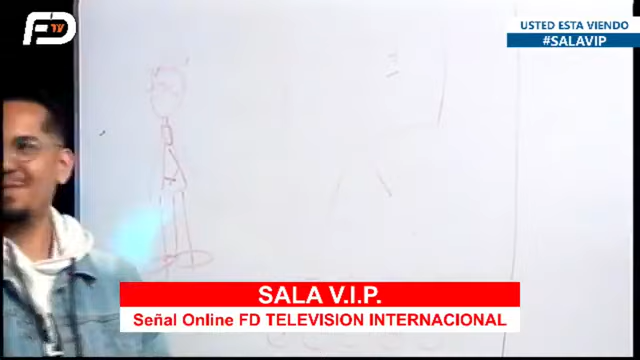 FD TV
USTED ESTA VIENDO
#SALAVIP
SALA V.I.P.
Señal Online FD TELEVISION INTERNACIONAL